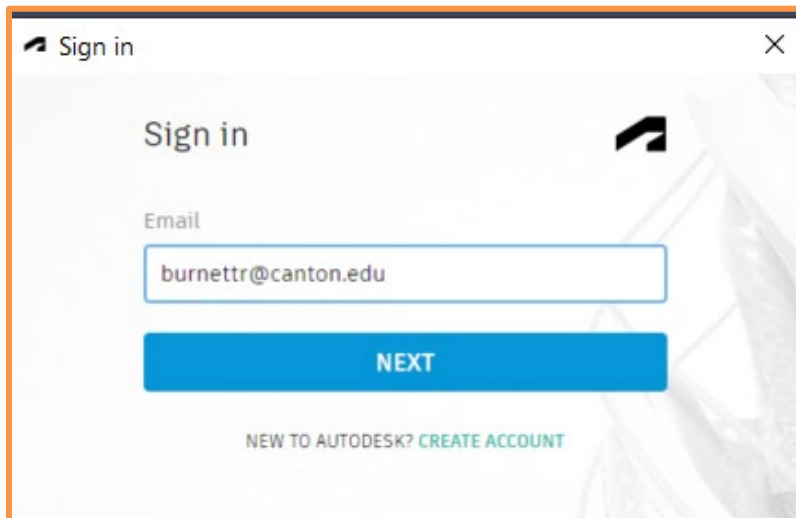 Sign in
Sign in
Email
burnettr@canton.edu
NEXT
NEW TO AUTODESK? CREATE ACCOUNT